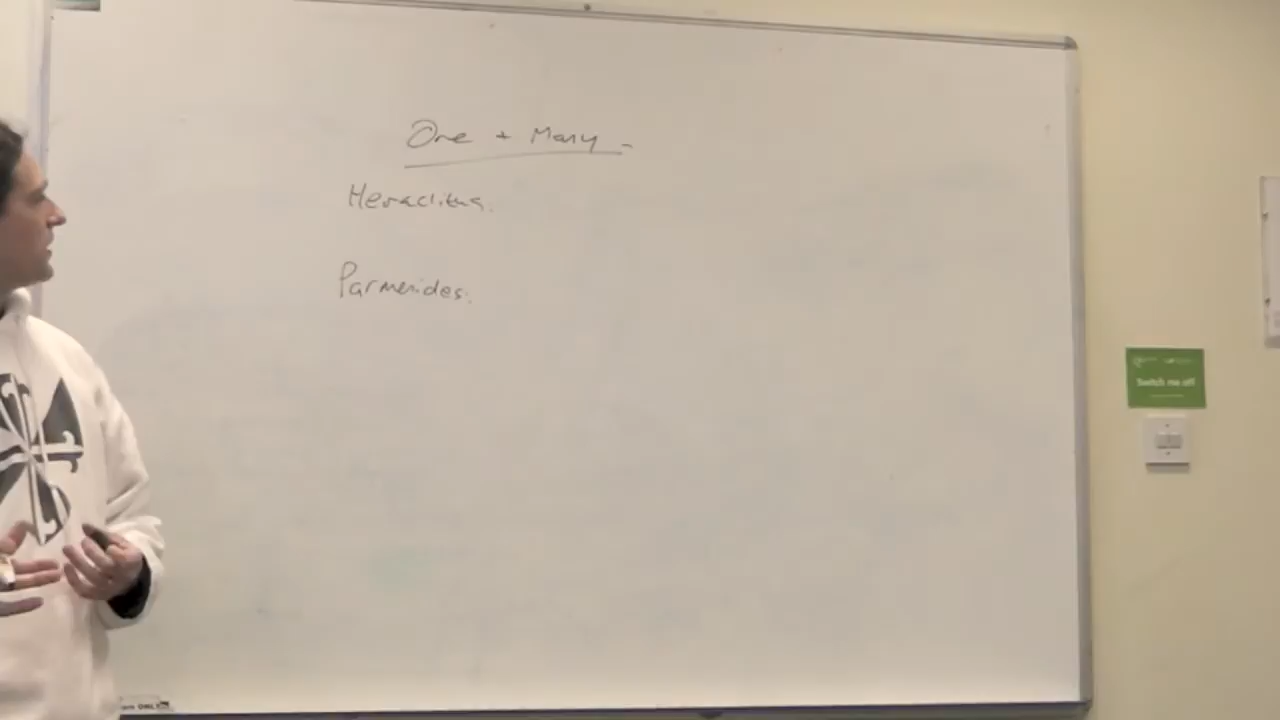 One + Many -
Heraclitus.
Parmenides.
Switch me off